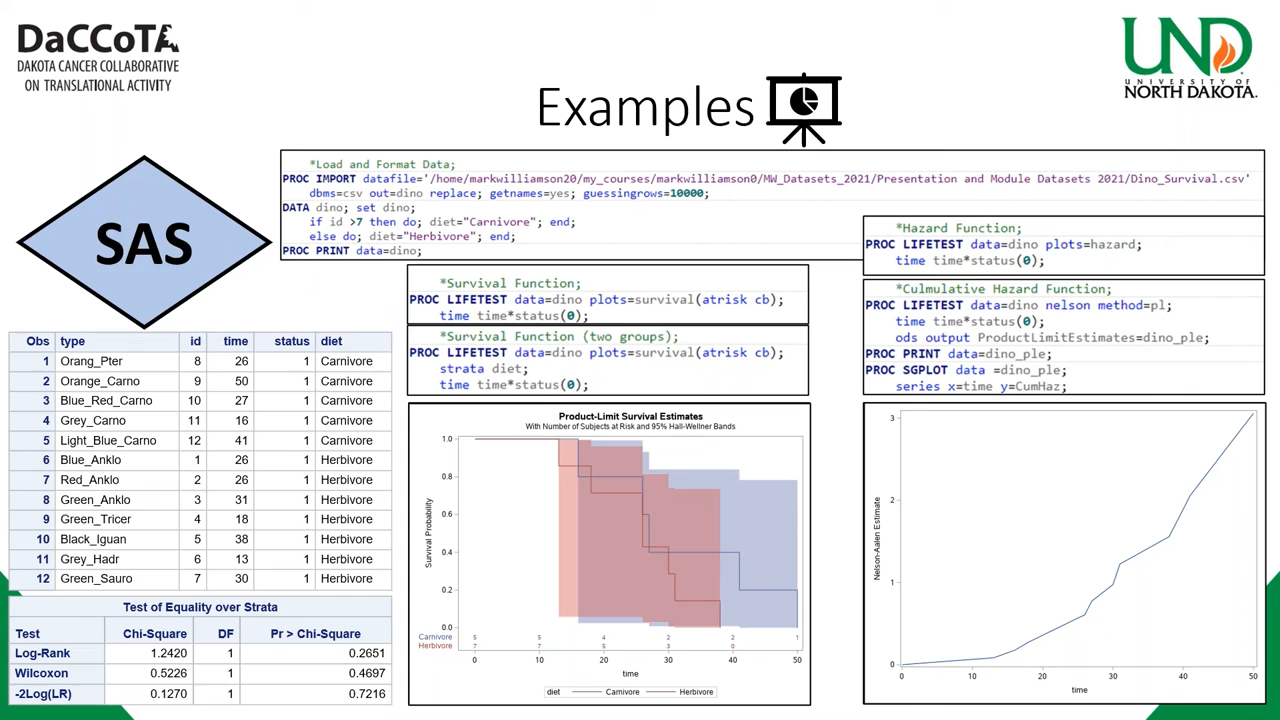 DaCCoTA
DAKOTA CANCER COLLABORATIVE
ON TRANSLATIONAL ACTIVITY
UND
UNIVERSITY OF
NORTH DAKOTA.
Examples
SAS
*Load and Format Data;
PROC IMPORT datafile='/home/markwilliamson20/my_courses/markwilliamson0/MW_Datasets_2021/Presentation and Module Datasets 2021/Dino_Survival.csv'
dbms=csv out=dino replace; getnames=yes; guessingrows=10000;
DATA dino; set dino;
if id >7 then do; diet="Carnivore"; end;
else do; diet="Herbivore"; end;
PROC PRINT data=dino;
*Survival Function;
PROC LIFETEST data=dino plots=survival(atrisk cb);
time time*status(0);
*Survival Function (two groups);
PROC LIFETEST data=dino plots=survival(atrisk cb);
strata diet;
time time*status(0);
*Hazard Function;
PROC LIFETEST data=dino plots=hazard;
time time*status(0);
*Culmulative Hazard Function;
PROC LIFETEST data=dino nelson method=pl;
time time*status(0);
ods output ProductLimitEstimates=dino_ple;
PROC PRINT data=dino_ple;
PROC SGPLOT data =dino_ple;
series x=time y=CumHaz;
Obs type id time status diet
1 Orang_Pter 8 26 1 Carnivore
2 Orange_Carno 9 50 1 Carnivore
3 Blue_Red_Carno 10 27 1 Carnivore
4 Grey_Carno 11 16 1 Carnivore
5 Light_Blue_Carno 12 41 1 Carnivore
6 Blue_Anklo 1 26 1 Herbivore
7 Red_Anklo 2 26 1 Herbivore
8 Green_Anklo 3 31 1 Herbivore
9 Green_Tricer 4 18 1 Herbivore
10 Black_Iguan 5 38 1 Herbivore
11 Grey_Hadr 6 13 1 Herbivore
12 Green_Sauro 7 30 1 Herbivore
Test of Equality over Strata
Test Chi-Square DF Pr > Chi-Square
Log-Rank 1.2420 1 0.2651
Wilcoxon 0.5226 1 0.4697
-2Log(LR) 0.1270 1 0.7216
Product-Limit Survival Estimates
With Number of Subjects at Risk and 95% Hall-Wellner Bands
Survival Probability
1.0
0.8
0.6
0.4
0.2
0.0
Carnivore 5 5 4 2 2 1
Herbivore 7 7 5 3 0
0 10 20 30 40 50
time
diet Carnivore Herbivore
Nelson-Aalen Estimate
3
2
1
0
0 10 20 30 40 50
time